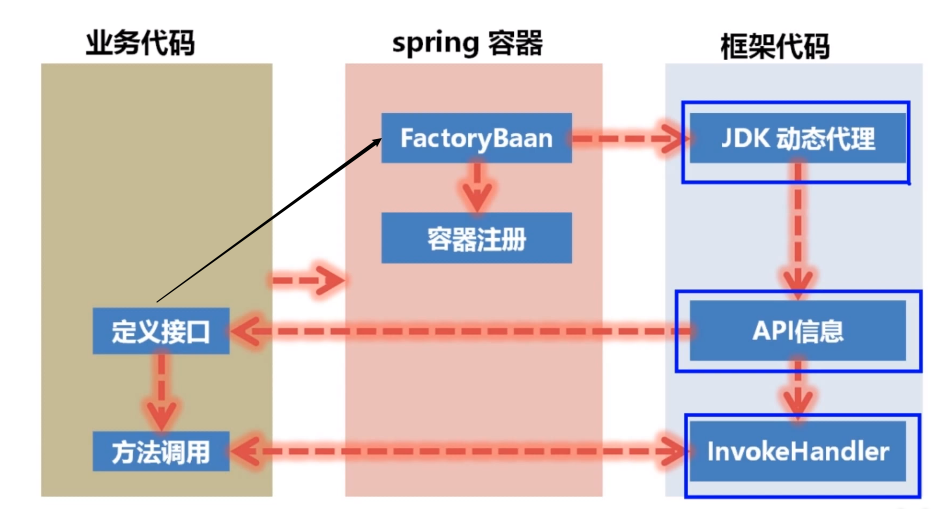 业务代码
spring 容器
框架代码
FactoryBaan
JDK 动态代理
容器注册
定义接口
API信息
方法调用
InvokeHandler